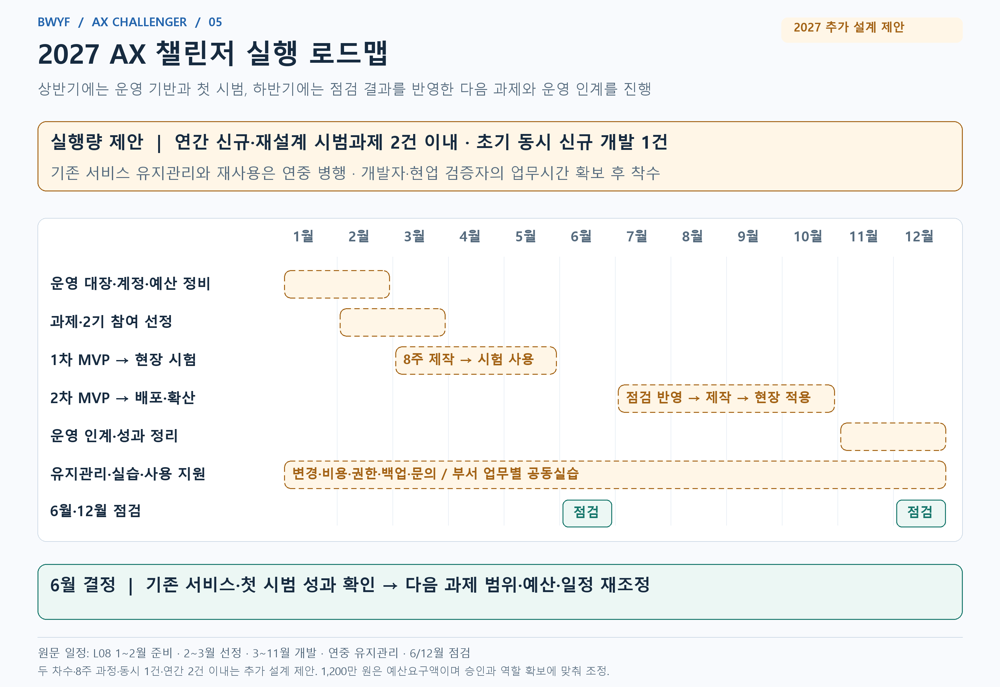 BWYF / AX CHALLENGER / 05
2027 추가 설계 제안
2027 AX 챌린저 실행 로드맵
상반기에는 운영 기반과 첫 시범, 하반기에는 점검 결과를 반영한 다음 과제와 운영 인계를 진행
실행량 제안 | 연간 신규·재설계 시범과제 2건 이내 · 초기 동시 신규 개발 1건
기존 서비스 유지관리와 재사용은 연중 병행 · 개발자·현업 검증자의 업무시간 확보 후 착수
1월 2월 3월 4월 5월 6월 7월 8월 9월 10월 11월 12월
운영 대장·계정·예산 정비
과제·2기 참여 선정
1차 MVP → 현장 시험 8주 제작 → 시험 사용
2차 MVP → 배포·확산 점검 반영 → 제작 → 현장 적용
운영 인계·성과 정리
유지관리·실습·사용 지원 변경·비용·권한·백업·문의 / 부서 업무별 공동실습
6월·12월 점검 점검 점검
6월 결정 | 기존 서비스·첫 시범 성과 확인 → 다음 과제 범위·예산·일정 재조정
원문 일정: L08 1~2월 준비 · 2~3월 선정 · 3~11월 개발 · 연중 유지관리 · 6/12월 점검
두 차수·8주 과정·동시 1건·연간 2건 이내는 추가 설계 제안. 1,200만 원은 예산요구액이며 승인과 역할 확보에 맞춰 조정.